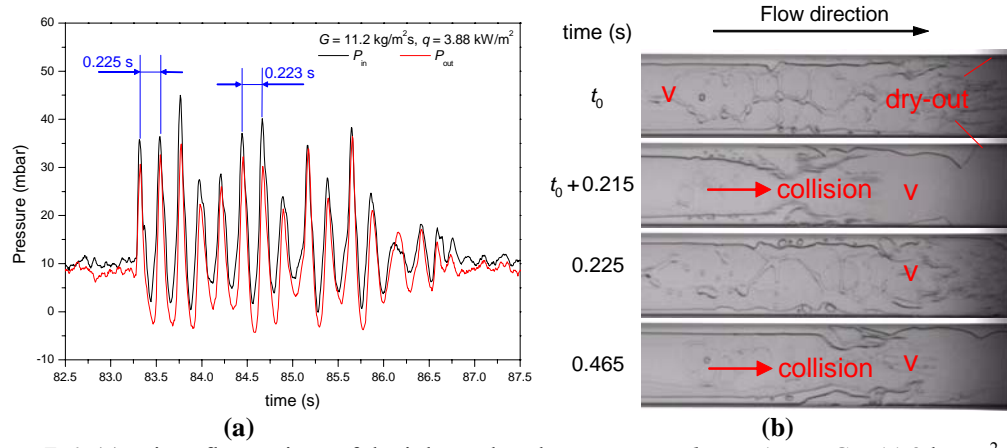 60
50
40
30
20
10
0
-10
Pressure (mbar)
G = 11.2 kg/m²s, q = 3.88 kW/m²
P in P out
0.225 s
0.223 s
82.5 83.0 83.5 84.0 84.5 85.0 85.5 86.0 86.5 87.0 87.5
time (s)
(a)
time (s)
Flow direction
t0
v
dry-out
t0 + 0.215
collision
v
0.225
v
0.465
collision
v
(b)